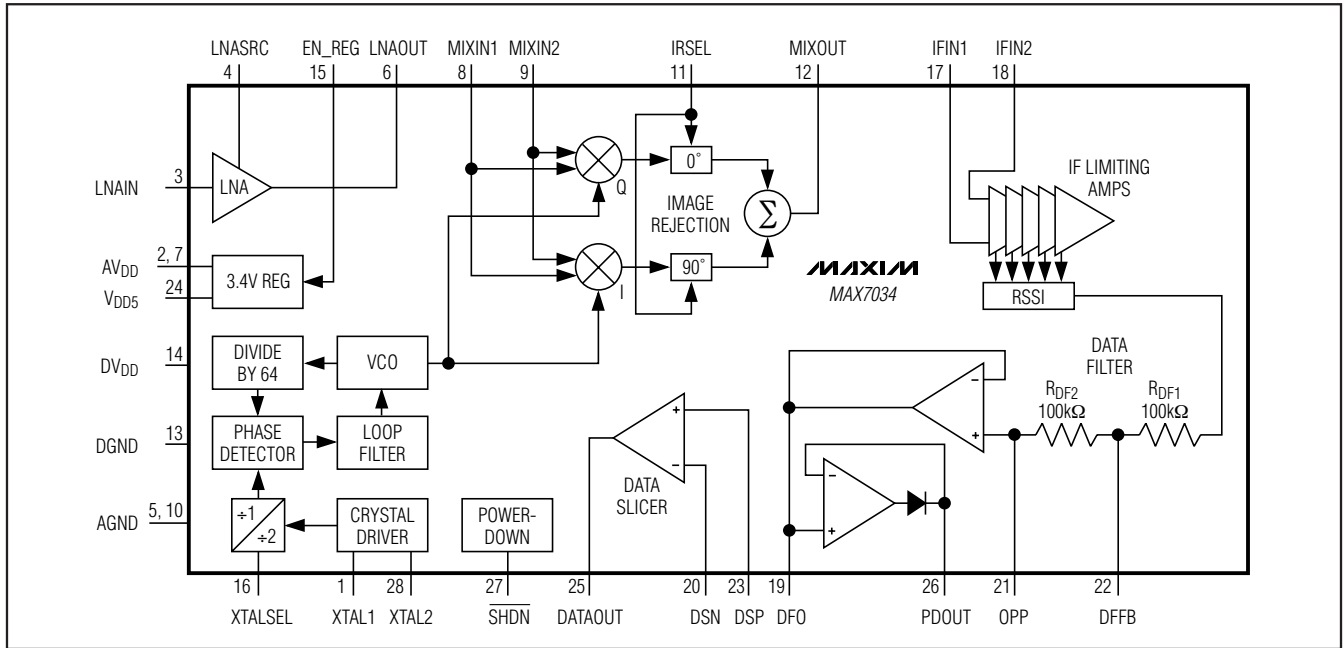 LNASRC EN_REG LNAOUT MIXIN1 MIXIN2 IRSEL MIXOUT IFIN1 IFIN2
4 15 6 8 9 11 12 17 18
LNAIN 3
LNA
Q
0˚
IMAGE
REJECTION
Σ
IF LIMITING
AMPS
AVDD 2, 7
VDD5 24
3.4V REG
I
90˚
MAXIM
MAX7034
RSSI
DVDD 14
DIVIDE
BY 64
VCO
DATA
FILTER
RDF2
100kΩ
RDF1
100kΩ
DGND 13
PHASE
DETECTOR
LOOP
FILTER
+
−
DATA
SLICER
−
+
−
+
AGND 5, 10
÷1
÷2
CRYSTAL
DRIVER
POWER-
DOWN
16 1 28 27 25 20 23 19 26 21 22
XTALSEL XTAL1 XTAL2 SHDN DATAOUT DSN DSP DFO PDOUT OPP DFFB